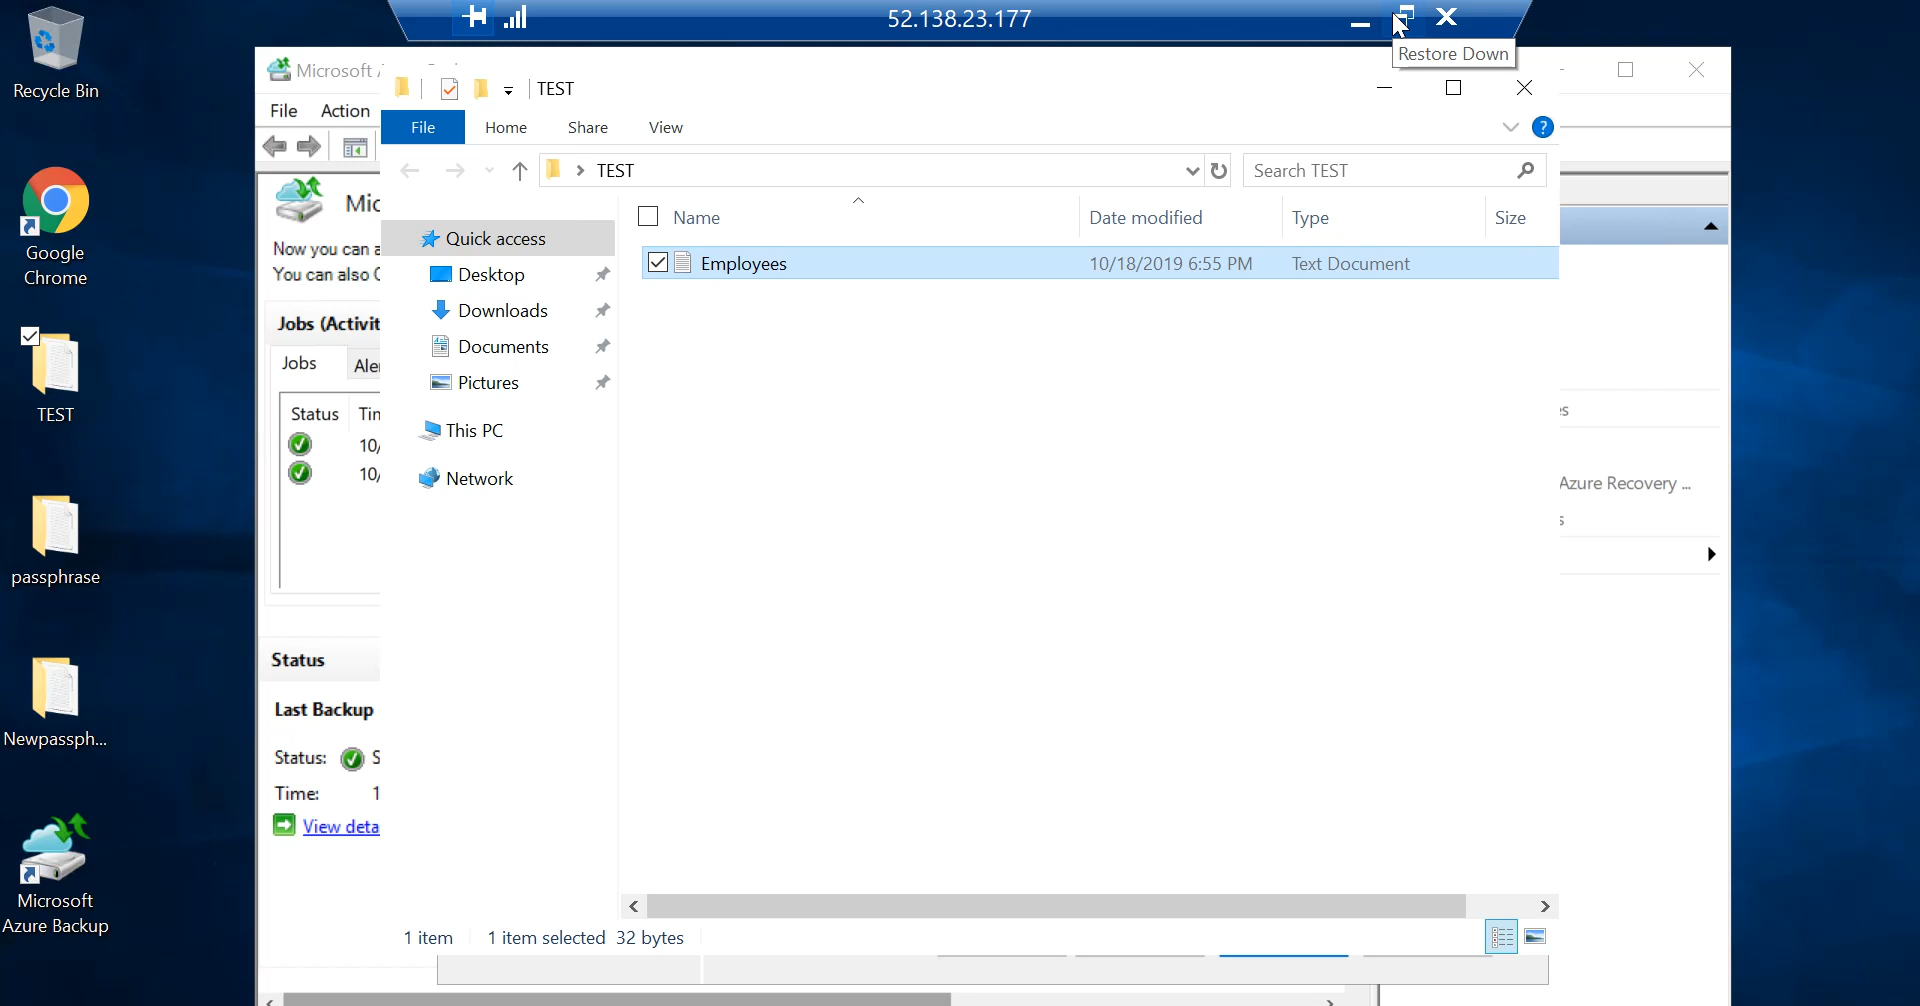 52.138.23.177
Restore Down
Recycle Bin
Google
Chrome
TEST
passphrase
Newpassph...
Microsoft
Azure Backup
Microsoft
File Action
Now you can a
You can also
Jobs (Activit
Jobs
Status
10/
10/
Status
Last Backup
Status: S
Time: 1
View deta
TEST
File Home Share View
TEST
Search TEST
Name Date modified Type Size
Employees 10/18/2019 6:55 PM Text Document
Quick access
Desktop
Downloads
Documents
Pictures
This PC
Network
1 item 1 item selected 32 bytes
Azure Recovery ...